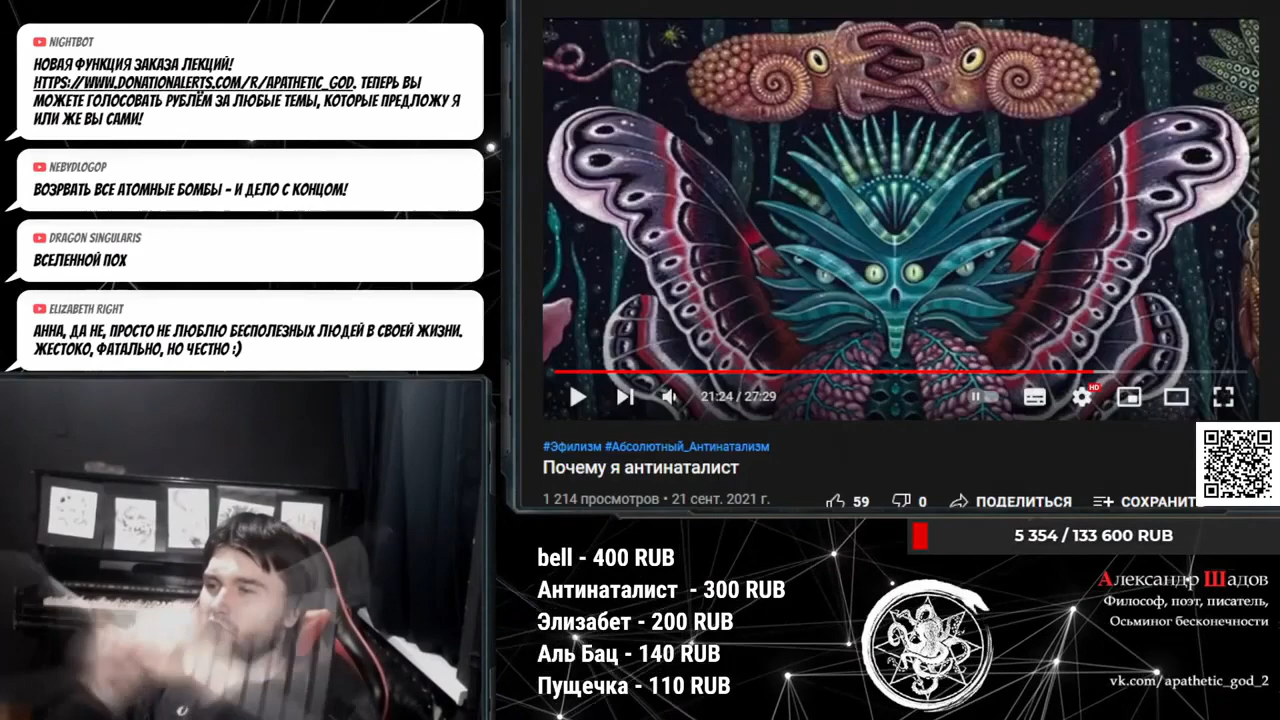 NIGHTBOT
НОВАЯ ФУНКЦИЯ ЗАКАЗА ЛЕКЦИЙ!
HTTPS://WWW.DONATIONALERTS.COM/R/APATHETIC_GOD. ТЕПЕРЬ ВЫ
МОЖЕТЕ ГОЛОСОВАТЬ РУБЛЁМ ЗА ЛЮБЫЕ ТЕМЫ, КОТОРЫЕ ПРЕДЛОЖУ Я
ИЛИ ЖЕ ВЫ САМИ!
NEBYDLOGOP
ВОЗРВАТЬ ВСЕ АТОМНЫЕ БОМБЫ - И ДЕЛО С КОНЦОМ!
DRAGON SINGULARIS
ВСЕЛЕННОЙ ПОХ
ELIZABETH RIGHT
АННА, ДА НЕ, ПРОСТО НЕ ЛЮБЛЮ БЕСПОЛЕЗНЫХ ЛЮДЕЙ В СВОЕЙ ЖИЗНИ.
ЖЕСТОКО, ФАТАЛЬНО, НО ЧЕСТНО :)
21:24 / 27:29
HD
#Эфилизм #Абсолютный_Антинатализм
Почему я антинаталист
1 214 просмотров • 21 сент. 2021 г.
59
0
ПОДЕЛИТЬСЯ
СОХРАНИТЬ
5 354 / 133 600 RUB
bell - 400 RUB
Антинаталист - 300 RUB
Элизабет - 200 RUB
Аль Бац - 140 RUB
Пущечка - 110 RUB
Александр Шадов
Философ, поэт, писатель,
Осьминог бесконечности
vk.com/apathetic_god_2